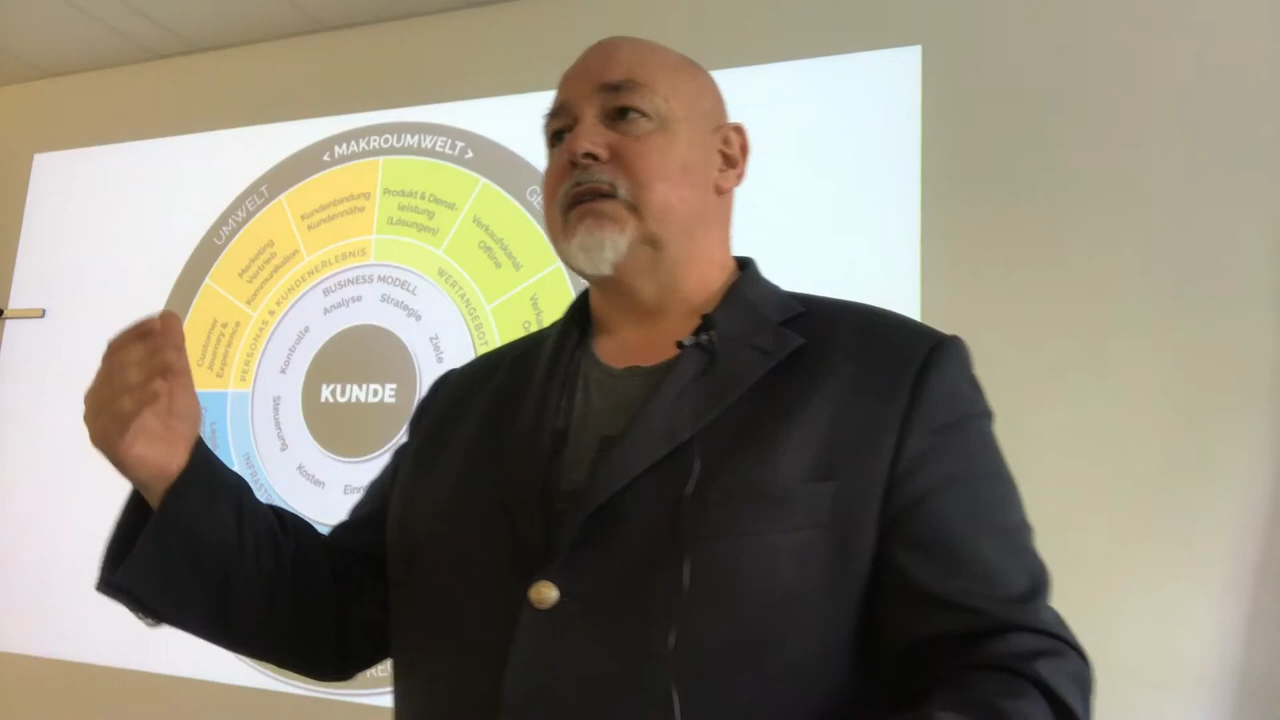 < MAKROUMWELT >
UMWELT
Kundenbindung
Kundennähe
Produkt & Dienst-
leistung
(Lösungen)
Marketing
Vertrieb
Kommunikation
Verkaufskanal
Offline
Customer
Journey &
Experience
PERSONAS & KUNDENERLEBNIS
WERTANGEBOT
BUSINESS MODELL
Analyse
Strategie
Kontrolle
Ziele
KUNDE
Steuerung
Kosten